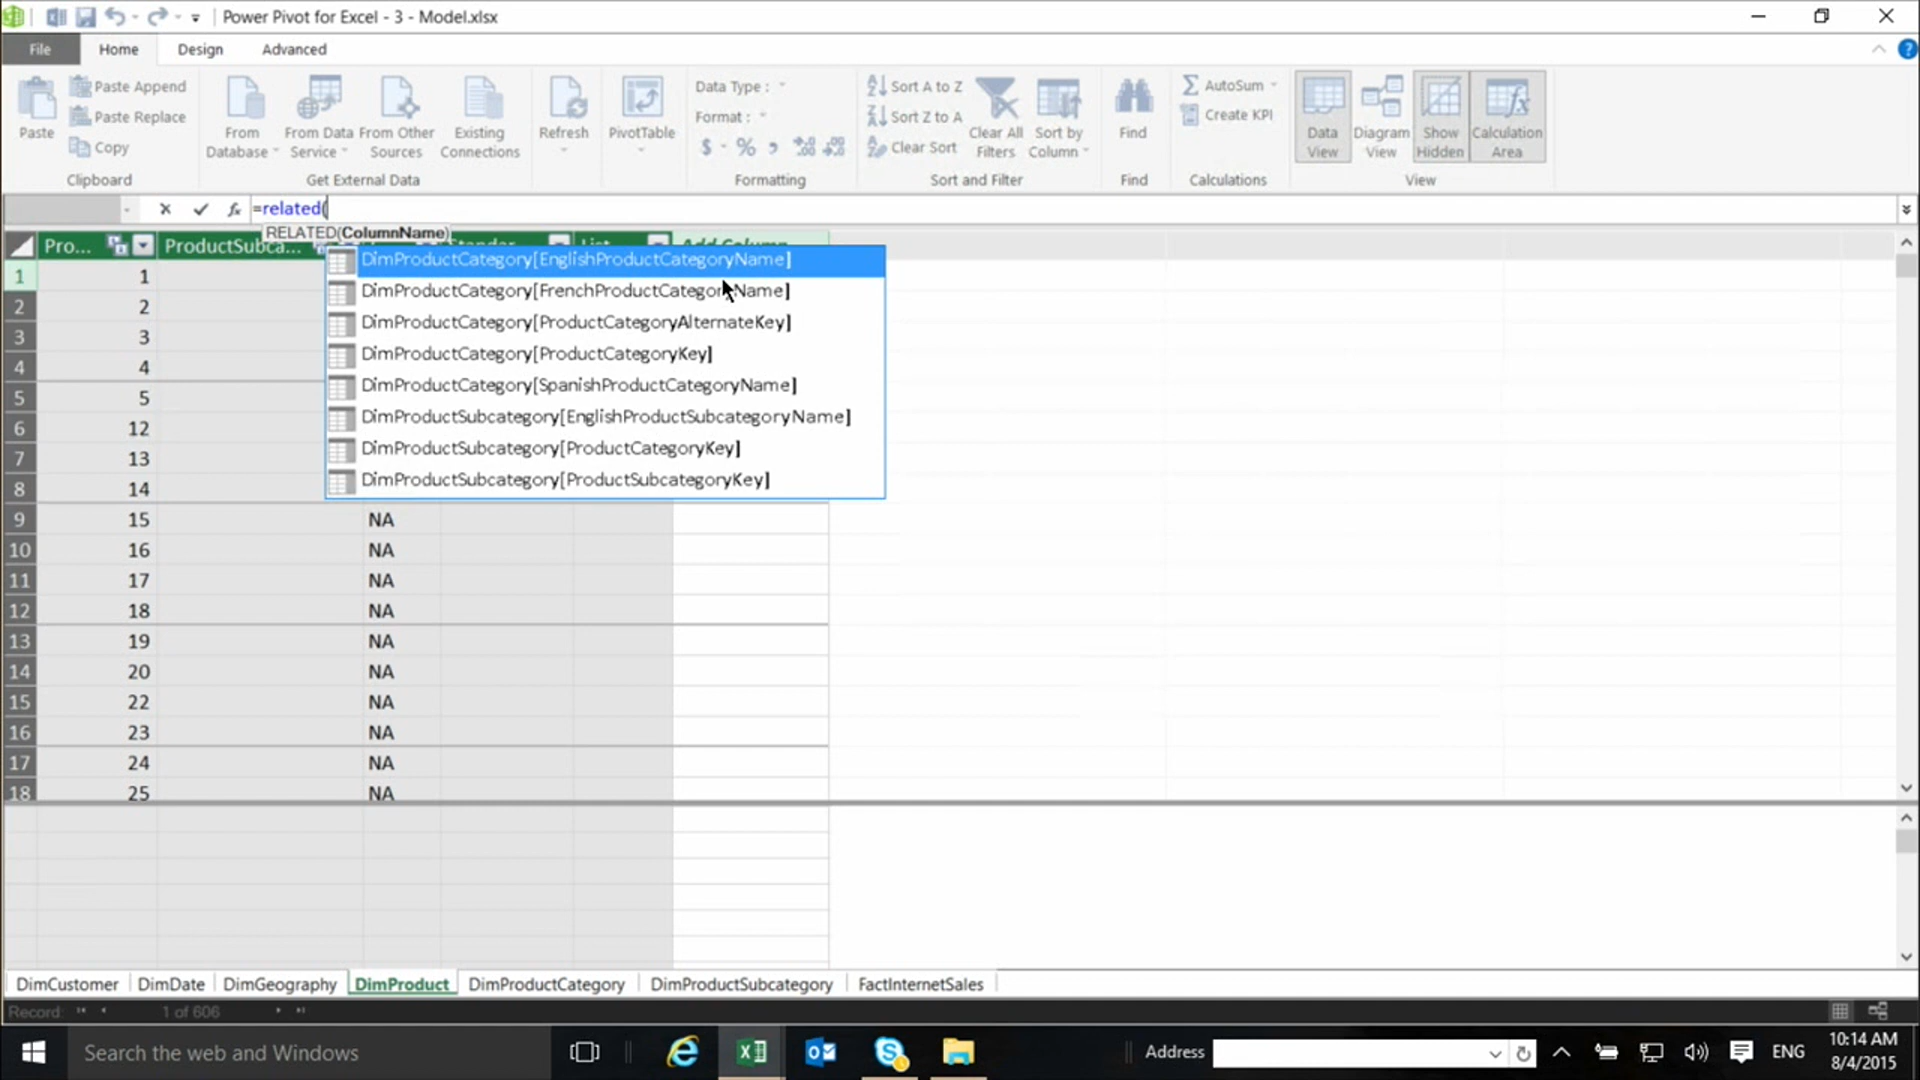 Power Pivot for Excel - 3 - Model.xlsx
File Home Design Advanced
Paste
Paste Append
Paste Replace
Copy
Clipboard
From Database
From Data Service
From Other Sources
Existing Connections
Get External Data
Refresh
PivotTable
Data Type :
Format :
$ % ,
Formatting
Sort A to Z
Sort Z to A
Clear Sort
Clear All Filters
Sort by Column
Sort and Filter
Find
Find
AutoSum
Create KPI
Calculations
Data View
Diagram View
Show Hidden
Calculation Area
View
fx =related(
RELATED(ColumnName)
Pro... ProductSubca...
DimProductCategory[EnglishProductCategoryName]
DimProductCategory[FrenchProductCategoryName]
DimProductCategory[ProductCategoryAlternateKey]
DimProductCategory[ProductCategoryKey]
DimProductCategory[SpanishProductCategoryName]
DimProductSubcategory[EnglishProductSubcategoryName]
DimProductSubcategory[ProductCategoryKey]
DimProductSubcategory[ProductSubcategoryKey]
1 1
2 2
3 3
4 4
5 5
6 12
7 13
8 14
9 15 NA
10 16 NA
11 17 NA
12 18 NA
13 19 NA
14 20 NA
15 22 NA
16 23 NA
17 24 NA
18 25 NA
DimCustomer DimDate DimGeography DimProduct DimProductCategory DimProductSubcategory FactInternetSales
Record: 1 of 606
Search the web and Windows
Address
ENG
10:14 AM
8/4/2015